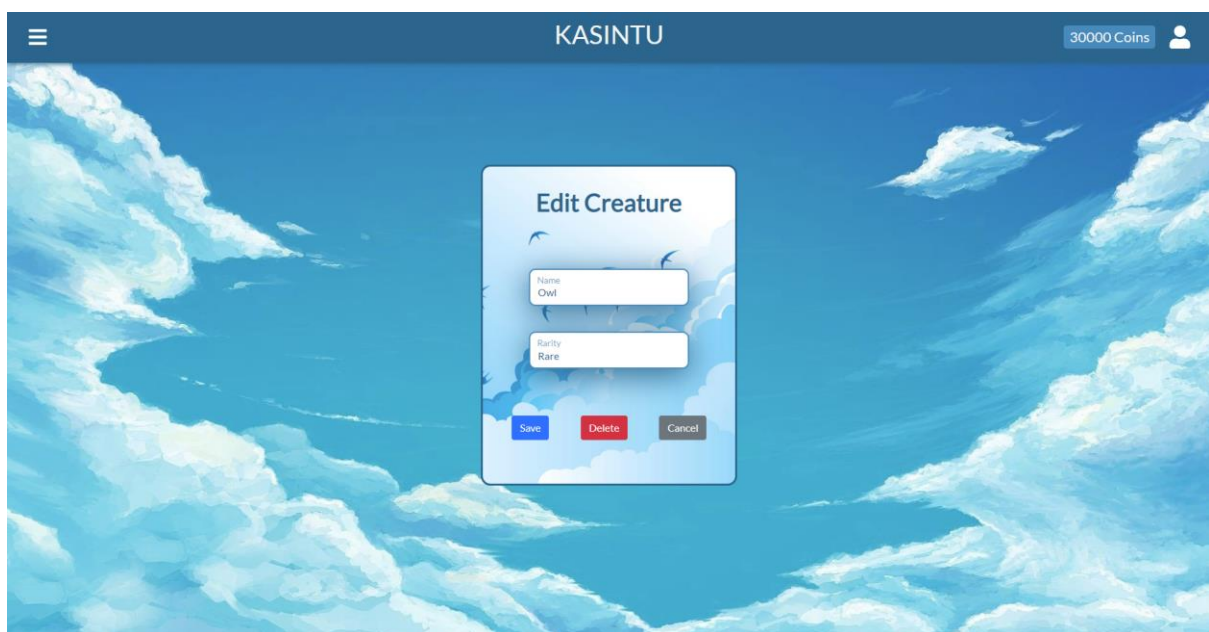 KASINTU
30000 Coins
Edit Creature
Name
Owl
Rarity
Rare
Save
Delete
Cancel